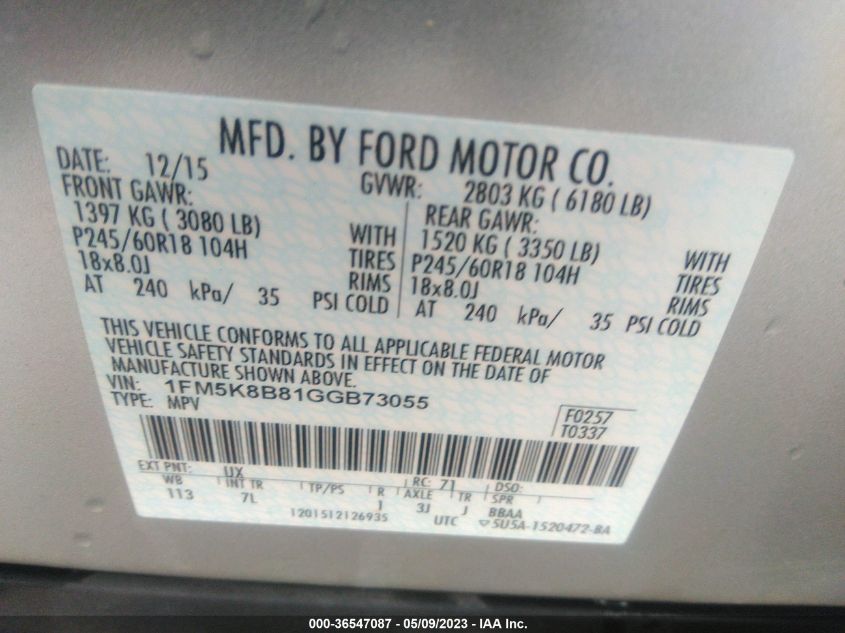 MFD. BY FORD MOTOR CO.
DATE: 12/15 GVWR: 2803 KG ( 6180 LB)
FRONT GAWR: REAR GAWR:
1397 KG ( 3080 LB) WITH 1520 KG ( 3350 LB) WITH
P245/60R18 104H TIRES P245/60R18 104H TIRES
18x8.0J RIMS 18x8.0J RIMS
AT 240 kPa/ 35 PSI COLD AT 240 kPa/ 35 PSI COLD
THIS VEHICLE CONFORMS TO ALL APPLICABLE FEDERAL MOTOR
VEHICLE SAFETY STANDARDS IN EFFECT ON THE DATE OF
MANUFACTURE SHOWN ABOVE.
VIN: 1FM5K8B81GGB73055
TYPE: MPV
F0257
T0337
EXT PNT: UX RC: 71 DSO:
WB INT TR TP/PS R AXLE TR SPR
113 7L 1 3J J BBAA
1201512126935 UTC 5U5A-1520472-BA
000-36547087 - 05/09/2023 - IAA Inc.